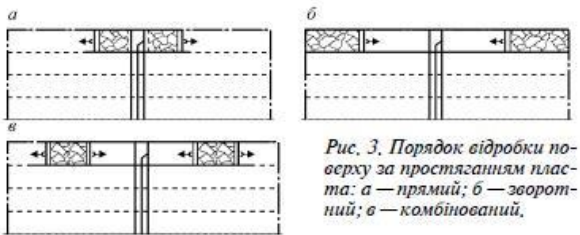 а
б
в
Рис. 3. Порядок відробки по-
верху за простяганням плас-
та: а — прямий; б — зворот-
ний; в — комбінований.